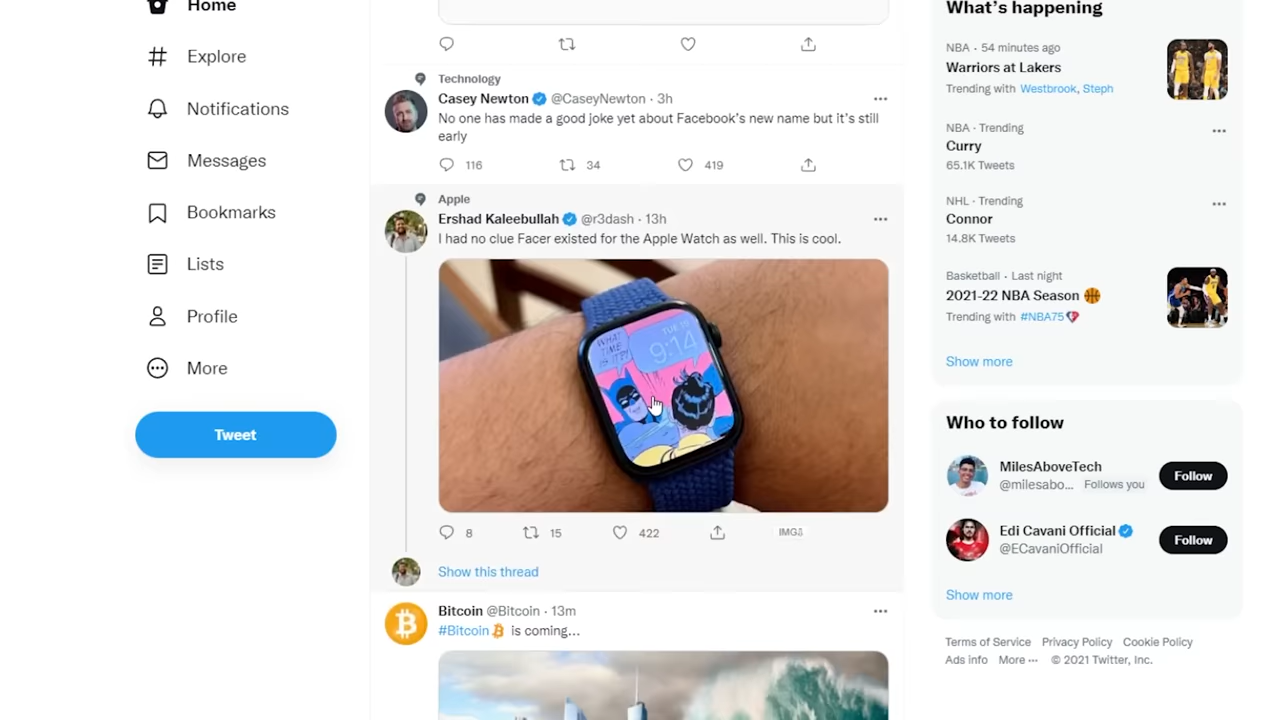 Home
Explore
Notifications
Messages
Bookmarks
Lists
Profile
More
Tweet
Technology
Casey Newton @CaseyNewton · 3h
No one has made a good joke yet about Facebook's new name but it's still
early
116 34 419
Apple
Ershad Kaleebullah @r3dash · 13h
I had no clue Facer existed for the Apple Watch as well. This is cool.
WHAT
TIME
IS IT?!
TUE
9:14
8 15 422 IMG
Show this thread
Bitcoin @Bitcoin · 13m
#Bitcoin is coming...
What's happening
NBA · 54 minutes ago
Warriors at Lakers
Trending with Westbrook, Steph
NBA · Trending
Curry
65.1K Tweets
NHL · Trending
Connor
14.8K Tweets
Basketball · Last night
2021-22 NBA Season
Trending with #NBA75
Show more
Who to follow
MilesAboveTech
@milesabo... Follows you
Follow
Edi Cavani Official
@ECavaniOfficial
Follow
Show more
Terms of Service Privacy Policy Cookie Policy
Ads info More ··· © 2021 Twitter, Inc.